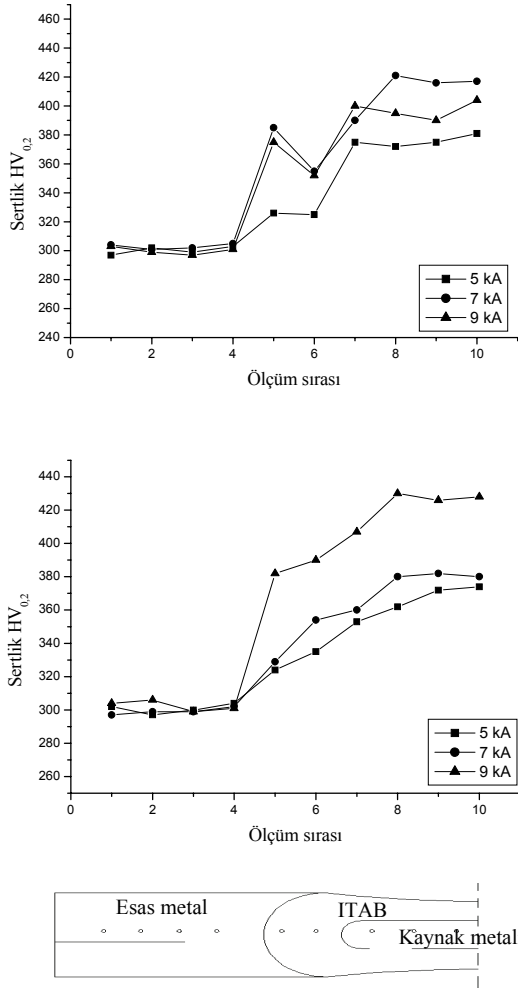 460
440
420
400
380
360
340
320
300
280
260
240
Sertlik HV0,2
0 2 4 6 8 10
Ölçüm sırası
5 kA
7 kA
9 kA
440
420
400
380
360
340
320
300
280
260
Sertlik HV0,2
0 2 4 6 8 10
Ölçüm sırası
5 kA
7 kA
9 kA
Esas metal
ITAB
Kaynak metal